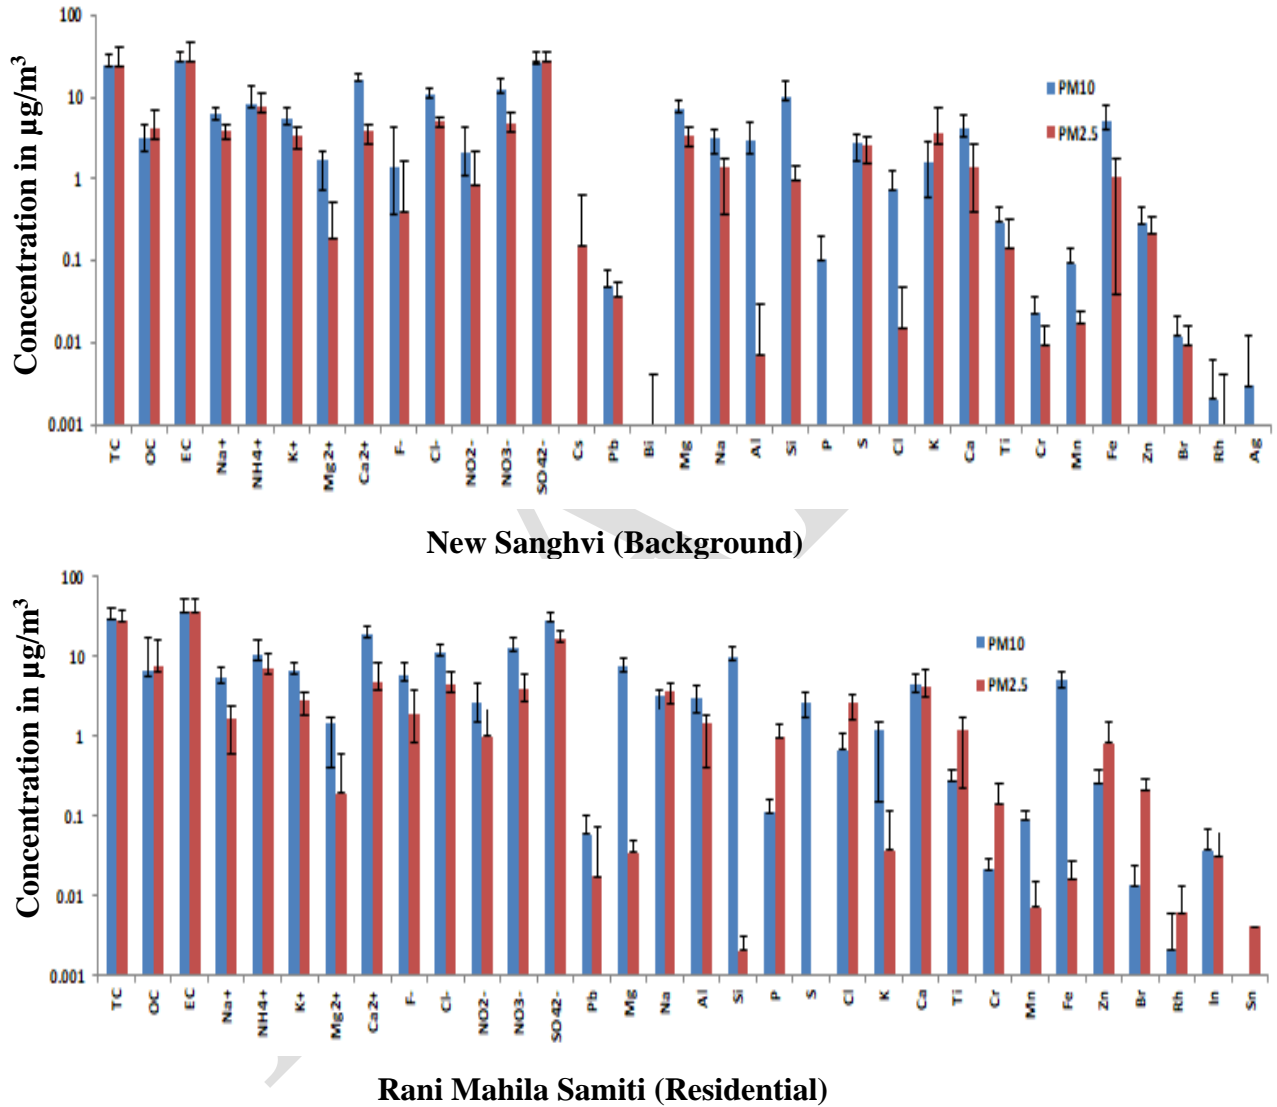 Concentration in µg/m³
100
10
1
0.1
0.01
0.001
PM10
PM2.5
TC OC EC Na+ NH4+ K+ Mg2+ Ca2+ F- Cl- NO2- NO3- SO42- Cs Pb Bi Mg Na Al Si P S Cl K Ca Ti Cr Mn Fe Zn Br Rh Ag
New Sanghvi (Background)
Concentration in µg/m³
100
10
1
0.1
0.01
0.001
PM10
PM2.5
TC OC EC Na+ NH4+ K+ Mg2+ Ca2+ F- Cl- NO2- NO3- SO42- Pb Mg Na Al Si P S Cl K Ca Ti Cr Mn Fe Zn Br Rh In Sn
Rani Mahila Samiti (Residential)